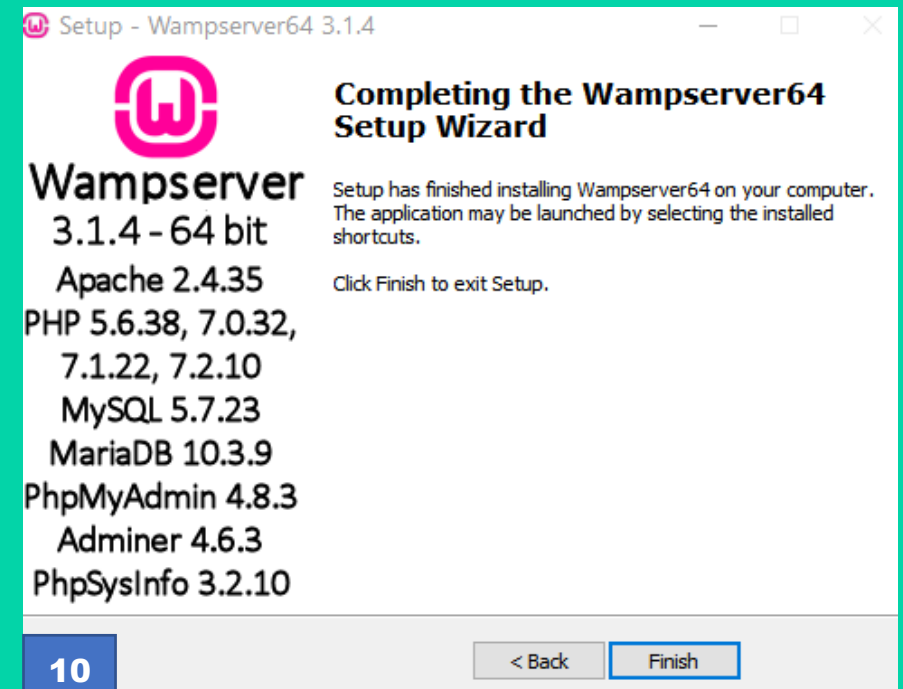 Setup - Wampserver64 3.1.4
Wampserver
3.1.4 - 64 bit
Apache 2.4.35
PHP 5.6.38, 7.0.32,
7.1.22, 7.2.10
MySQL 5.7.23
MariaDB 10.3.9
PhpMyAdmin 4.8.3
Adminer 4.6.3
PhpSysInfo 3.2.10
Completing the Wampserver64
Setup Wizard
Setup has finished installing Wampserver64 on your computer.
The application may be launched by selecting the installed
shortcuts.
Click Finish to exit Setup.
10
< Back
Finish